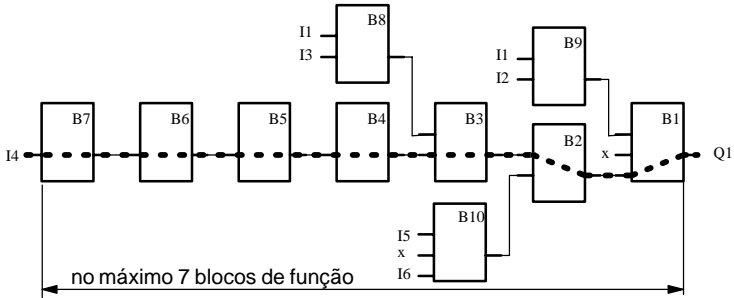 B8
I1
I3
B9
I1
I2
B7 B6 B5 B4 B3 B1
B2
I4 x Q1
B10
I5
x
I6
no máximo 7 blocos de função